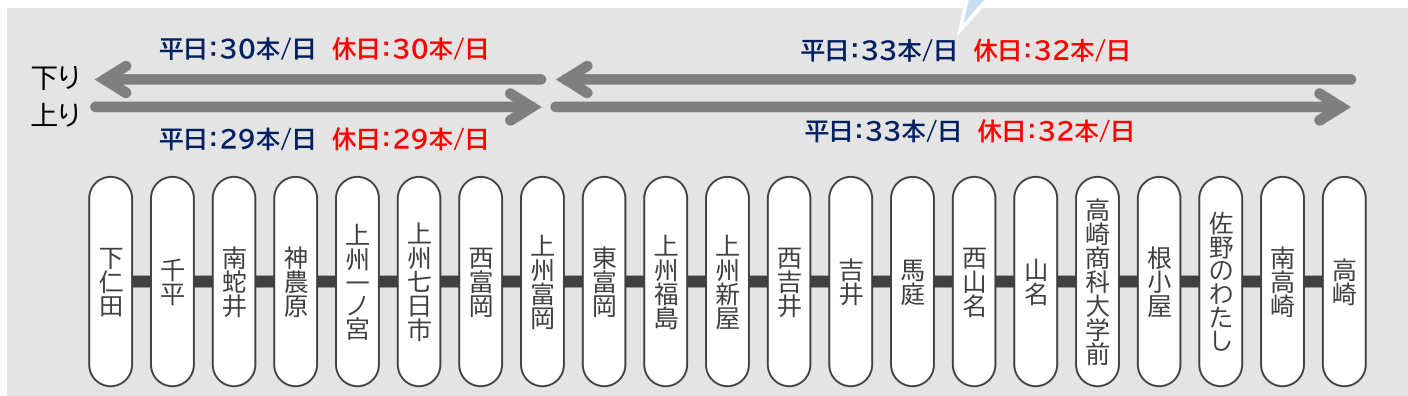 平日：30本/日 休日：30本/日
平日：33本/日 休日：32本/日
下り
上り
平日：29本/日 休日：29本/日
平日：33本/日 休日：32本/日
下仁田
千平
南蛇井
神農原
上州一ノ宮
上州七日市
西富岡
上州富岡
東富岡
上州福島
上州新屋
西吉井
吉井
馬庭
西山名
山名
高崎商科大学前
根小屋
佐野のわたし
南高崎
高崎